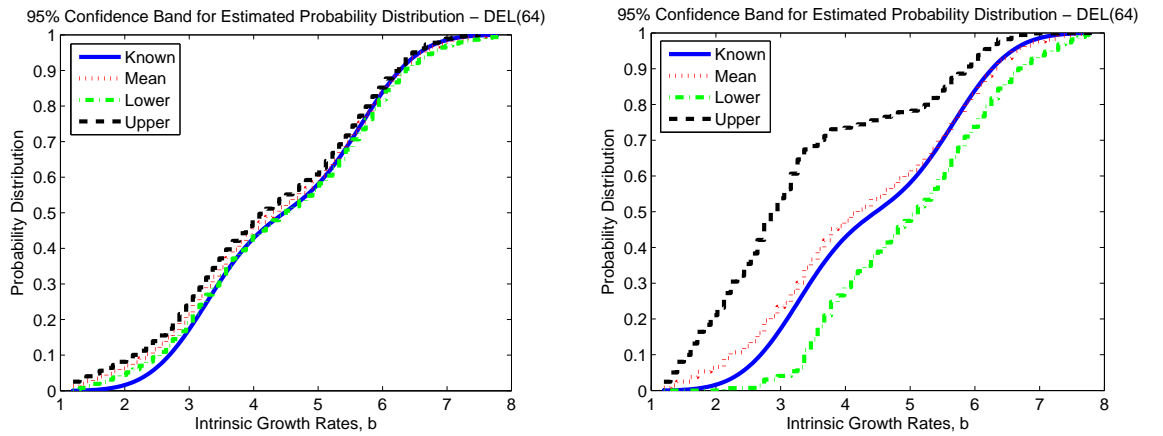 95% Confidence Band for Estimated Probability Distribution − DEL(64)
1
0.9
0.8
0.7
0.6
0.5
0.4
0.3
0.2
0.1
0
Probability Distribution
Known
Mean
Lower
Upper
1 2 3 4 5 6 7 8
Intrinsic Growth Rates, b
95% Confidence Band for Estimated Probability Distribution − DEL(64)
1
0.9
0.8
0.7
0.6
0.5
0.4
0.3
0.2
0.1
0
Probability Distribution
Known
Mean
Lower
Upper
1 2 3 4 5 6 7 8
Intrinsic Growth Rates, b